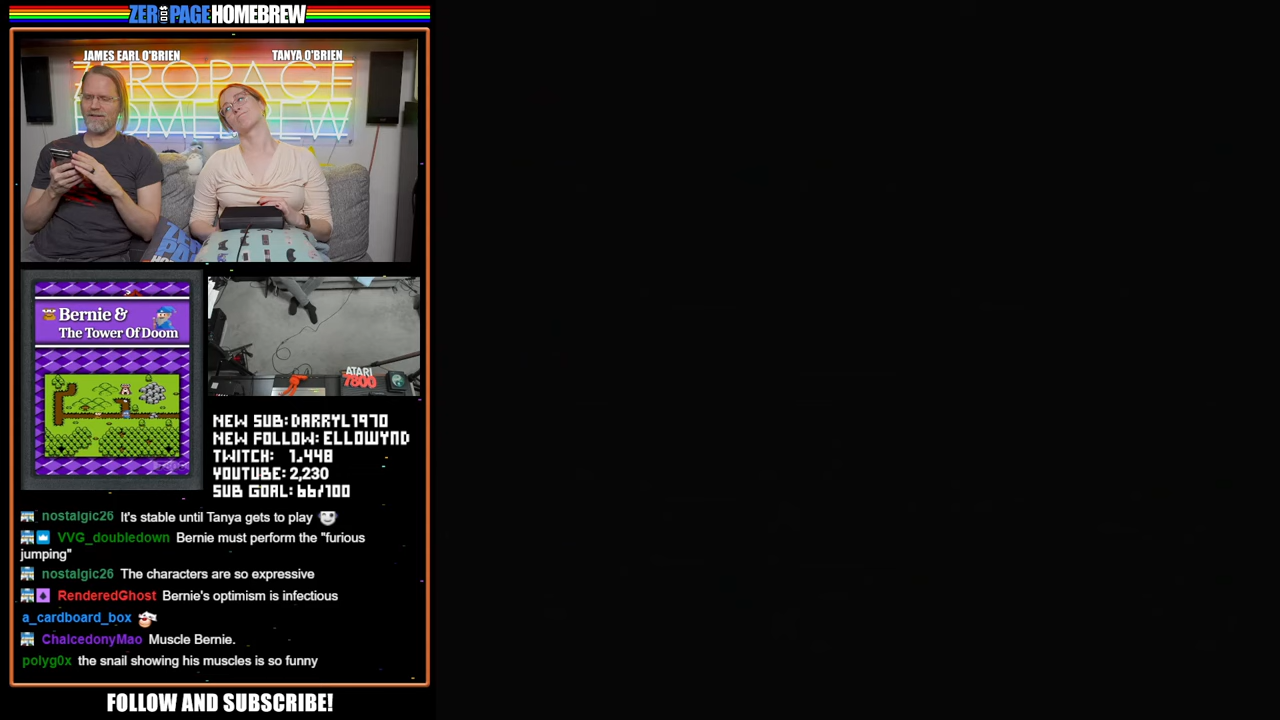 ZEROPAGE HOMEBREW
JAMES EARL O'BRIEN
TANYA O'BRIEN
ZEROPAGE
HOMEBREW
Bernie &
The Tower Of Doom
ATARI
7800
NEW SUB: DARRYL1970
NEW FOLLOW: ELLOWYND
TWITCH: 1,448
YOUTUBE: 2,230
SUB GOAL: 66/100
nostalgic26 It's stable until Tanya gets to play
VVG_doubledown Bernie must perform the "furious
jumping"
nostalgic26 The characters are so expressive
RenderedGhost Bernie's optimism is infectious
a_cardboard_box
ChalcedonyMao Muscle Bernie.
polyg0x the snail showing his muscles is so funny
FOLLOW AND SUBSCRIBE!